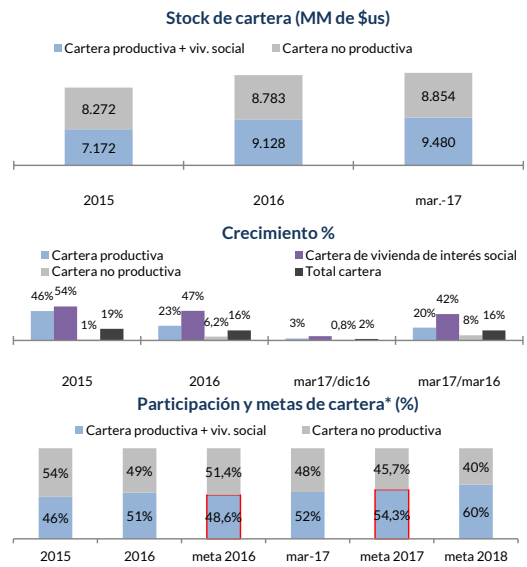 Stock de cartera (MM de $us)
Cartera productiva + viv. social Cartera no productiva
8.272 8.783 8.854
7.172 9.128 9.480
2015 2016 mar.-17
Crecimiento %
Cartera productiva Cartera de vivienda de interés social
Cartera no productiva Total cartera
46% 54% 1% 19% 23% 47% 6,2% 16% 3% 0,8% 2% 20% 42% 8% 16%
2015 2016 mar17/dic16 mar17/mar16
Participación y metas de cartera* (%)
Cartera productiva + viv. social Cartera no productiva
54% 49% 51,4% 48% 45,7% 40%
46% 51% 48,6% 52% 54,3% 60%
2015 2016 meta 2016 mar-17 meta 2017 meta 2018